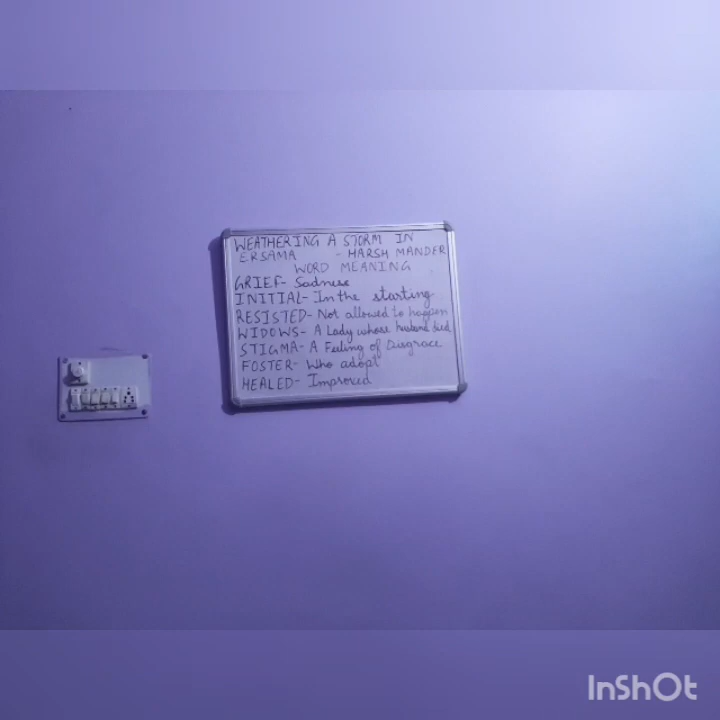 WEATHERING A STORM IN
ERSAMA - HARSH MANDER
WORD MEANING
GRIEF- Sadness
INITIAL- In the starting
RESISTED- Not allowed to happen
WIDOWS- A Lady whose husband died
STIGMA- A Feeling of Disgrace
FOSTER- Who adopt
HEALED- Improved
InShOt